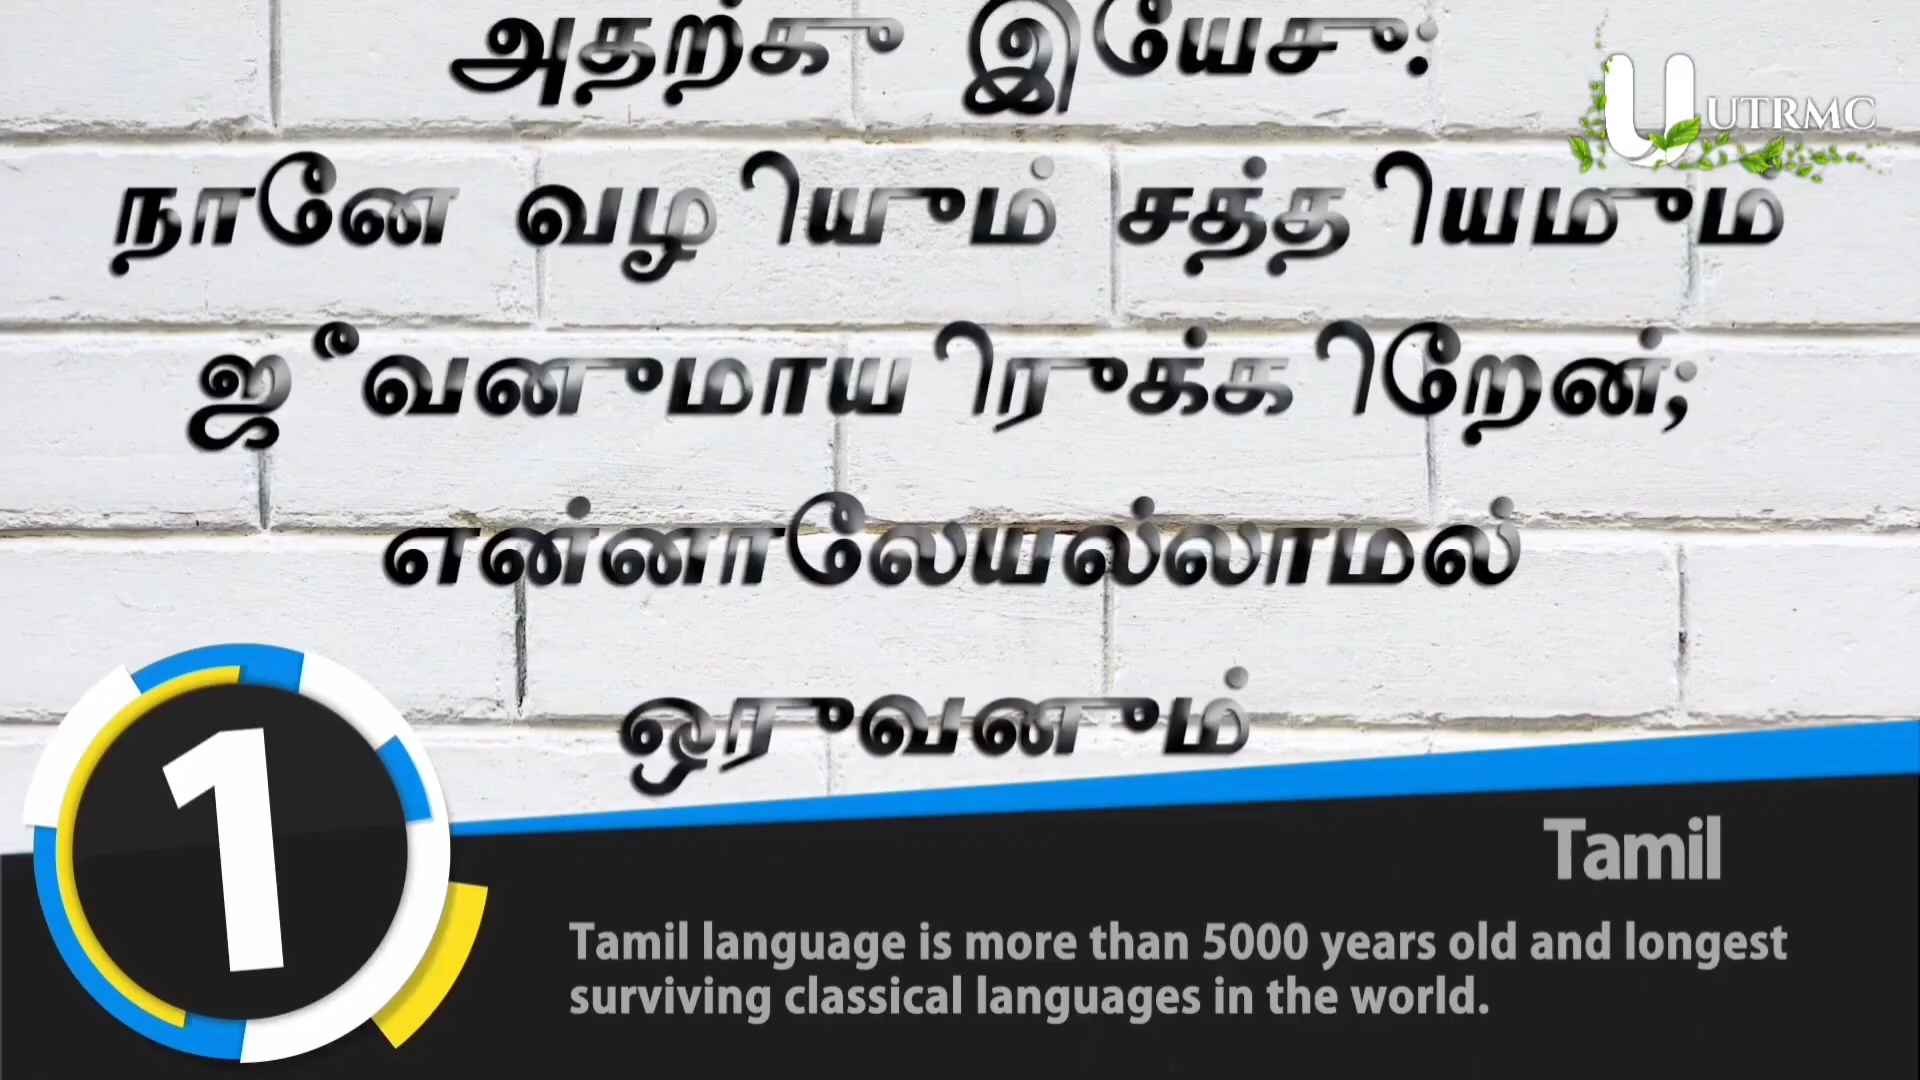 அதற்கு இயேசு:
UTRMC
நானே வழியும் சத்தியமும்
ஜீவனுமாயிருக்கிறேன்;
என்னாலேயல்லாமல்
ஒருவனும்
1
Tamil
Tamil language is more than 5000 years old and longest
surviving classical languages in the world.